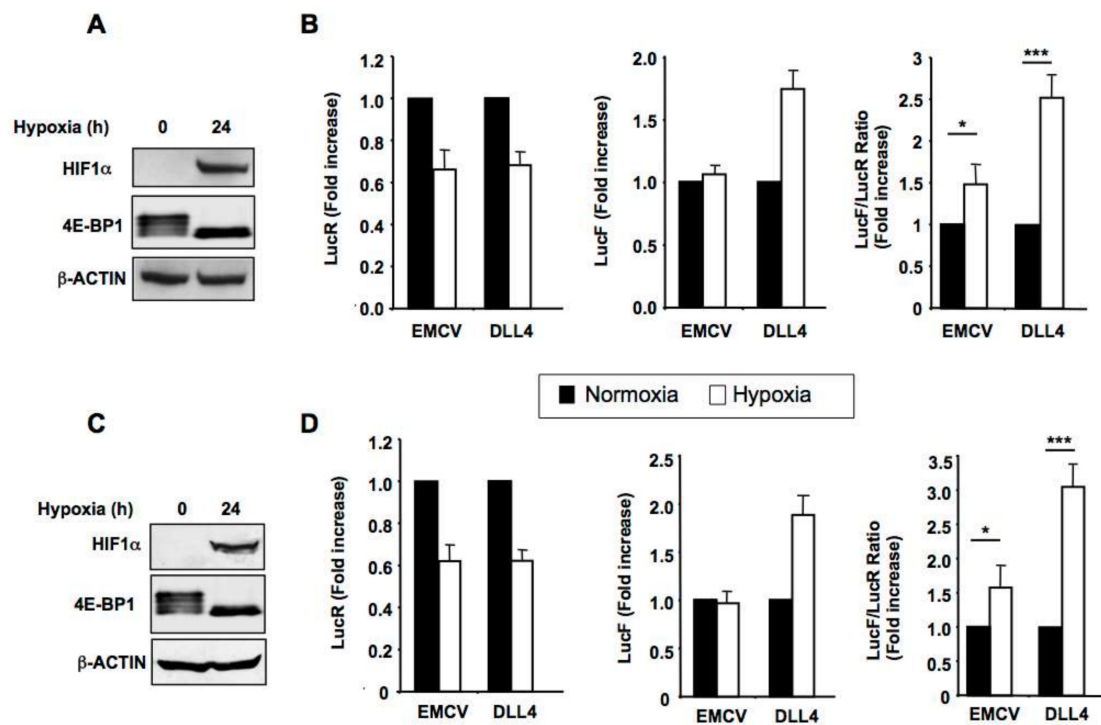 A
Hypoxia (h) 0 24
HIF1α
4E-BP1
β-ACTIN
B
LucR (Fold increase)
1.2
1.0
0.8
0.6
0.4
0.2
0.0
EMCV DLL4
LucF (Fold increase)
2.0
1.5
1.0
0.5
0.0
EMCV DLL4
LucF/LucR Ratio
(Fold increase)
3
2.5
2
1.5
1
0.5
0
*
***
EMCV DLL4
Normoxia Hypoxia
C
Hypoxia (h) 0 24
HIF1α
4E-BP1
β-ACTIN
D
LucR (Fold increase)
1.2
1.0
0.8
0.6
0.4
0.2
0
EMCV DLL4
LucF (Fold increase)
2.5
2.0
1.5
1.0
0.5
0
EMCV DLL4
LucF/LucR Ratio
(Fold increase)
3.5
3.0
2.5
2.0
1.5
1.0
0.5
0
*
***
EMCV DLL4